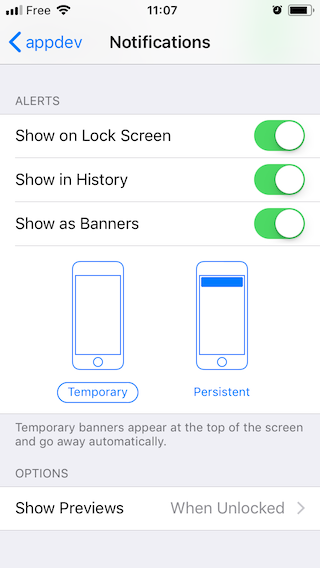 Free 11:07
appdev Notifications
ALERTS
Show on Lock Screen
Show in History
Show as Banners
Temporary Persistent
Temporary banners appear at the top of the screen
and go away automatically.
OPTIONS
Show Previews When Unlocked